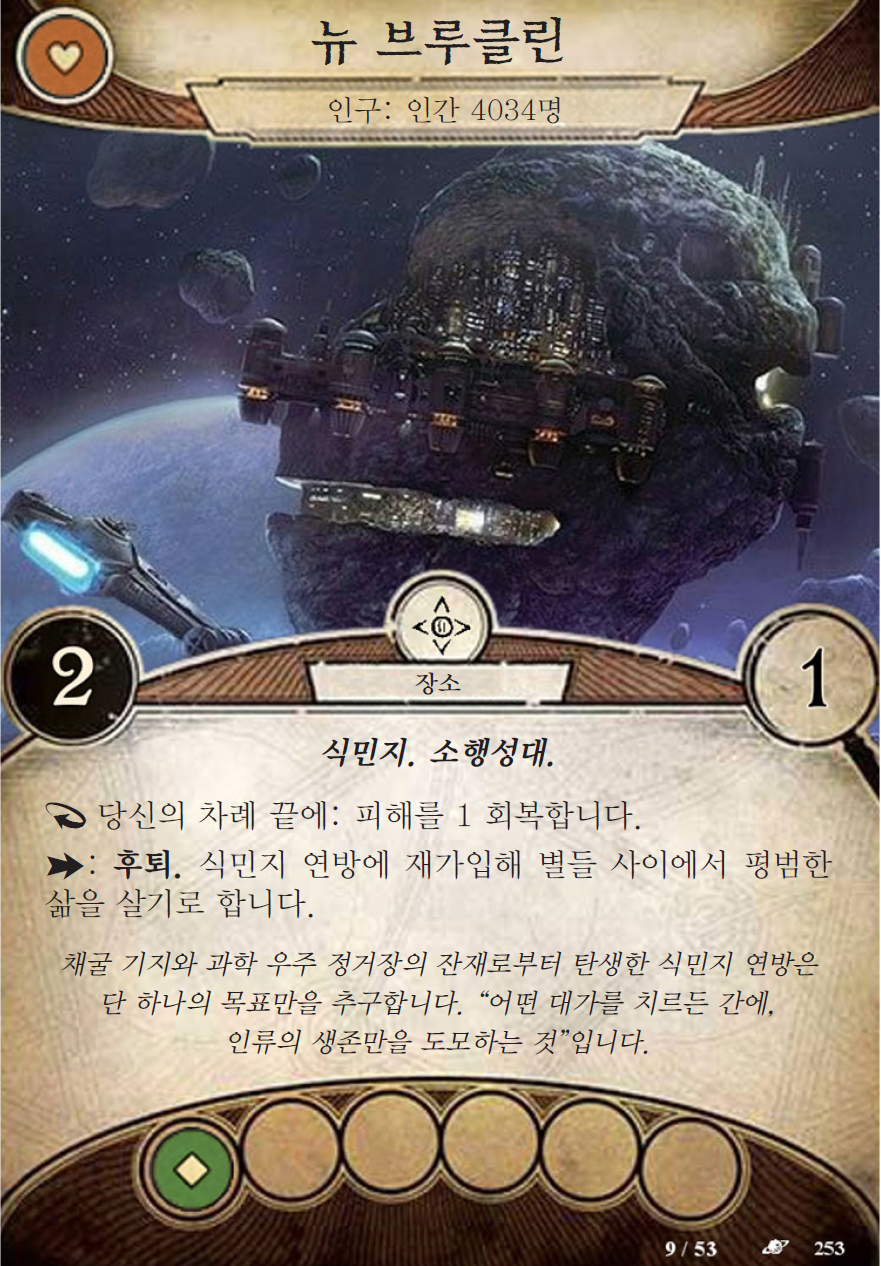 뉴 브루클린
인구: 인간 4034명
2
장소
1
식민지. 소행성대.
당신의 차례 끝에: 피해를 1 회복합니다.
: 후퇴. 식민지 연방에 재가입해 별들 사이에서 평범한
삶을 살기로 합니다.
채굴 기지와 과학 우주 정거장의 잔재로부터 탄생한 식민지 연방은
단 하나의 목표만을 추구합니다. “어떤 대가를 치르든 간에,
인류의 생존만을 도모하는 것”입니다.
9 / 53 253